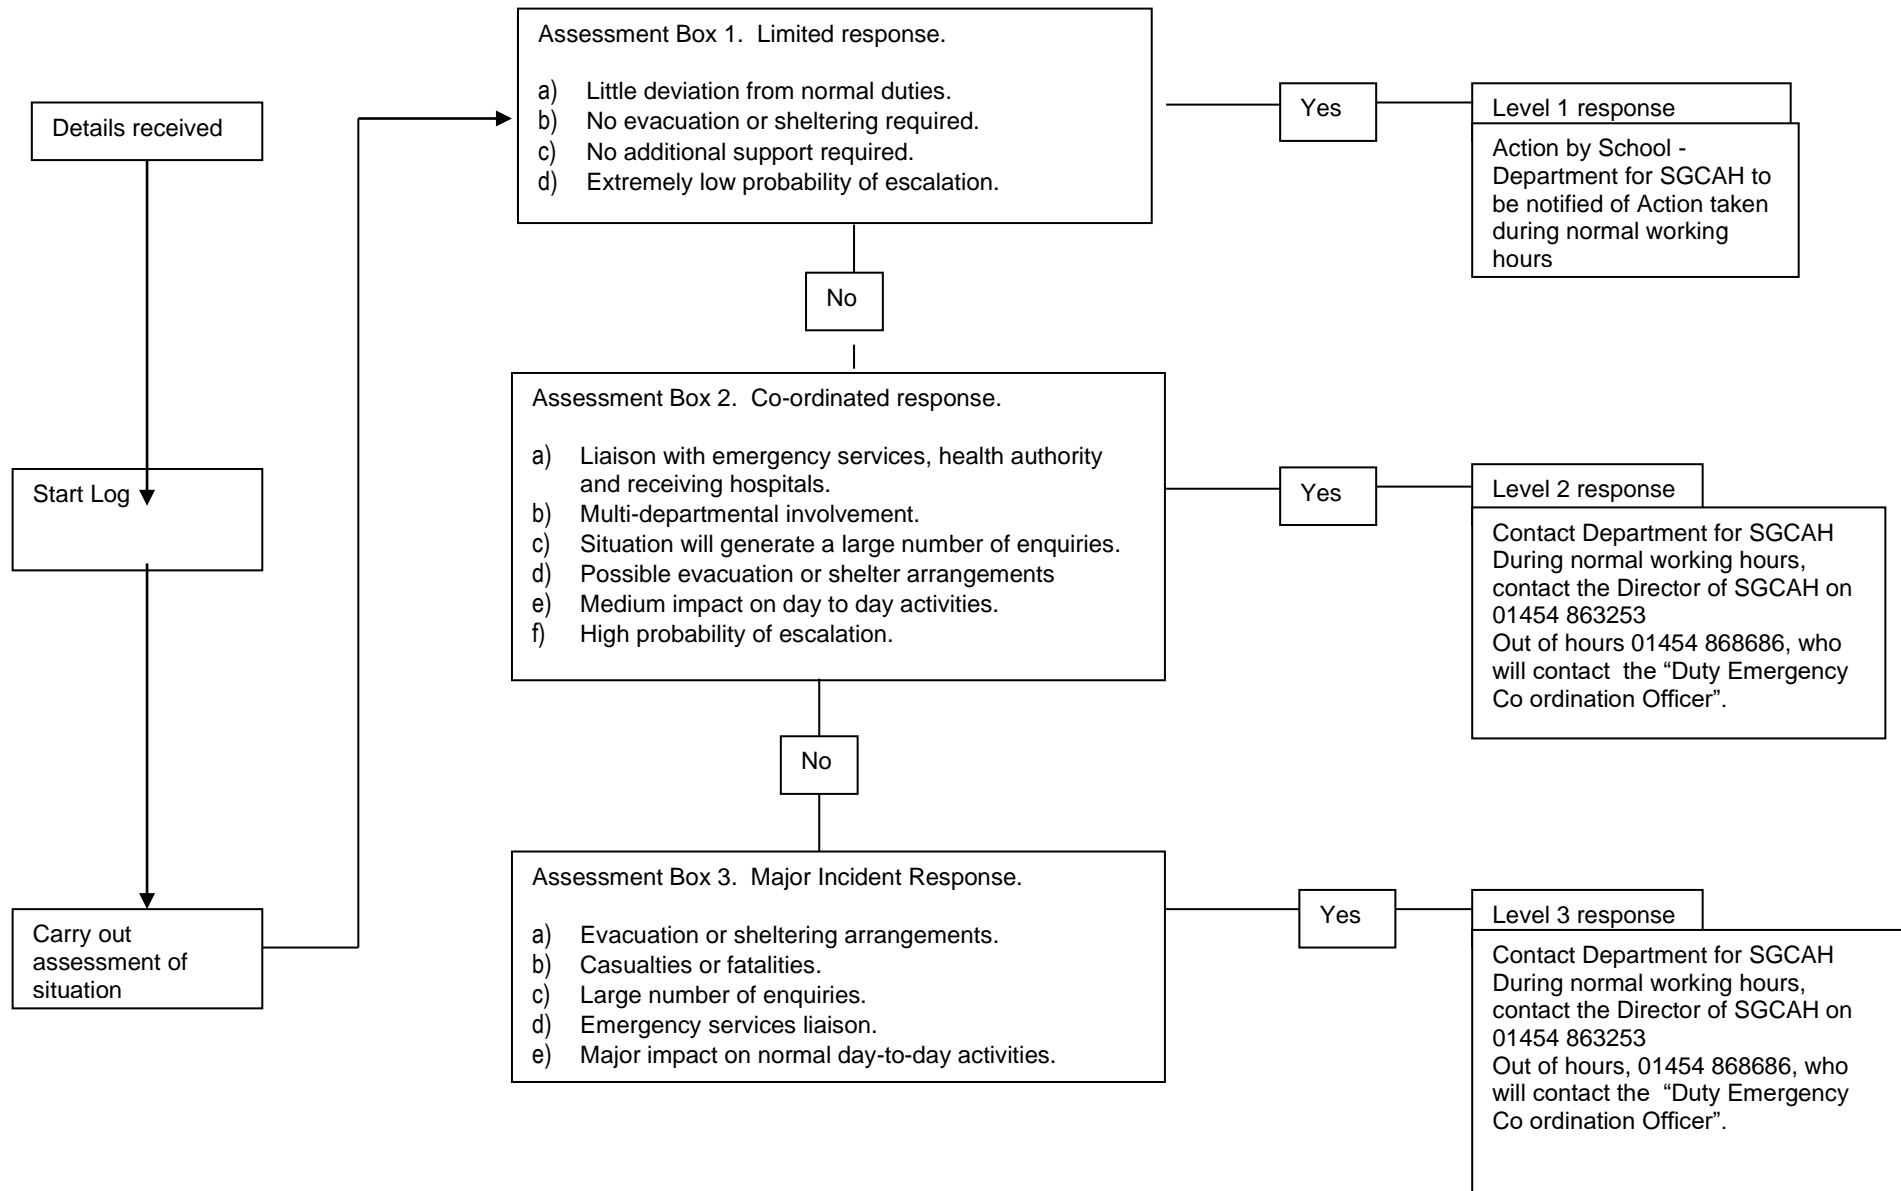 Details received
Start Log
Carry out
assessment of
situation
Assessment Box 1.  Limited response.
a) Little deviation from normal duties.
b) No evacuation or sheltering required.
c) No additional support required.
d) Extremely low probability of escalation.
Yes
Level 1 response
Action by School -
Department for SGCAH to
be notified of Action taken
during normal working
hours
No
Assessment Box 2.  Co-ordinated response.
a) Liaison with emergency services, health authority
and receiving hospitals.
b) Multi-departmental involvement.
c) Situation will generate a large number of enquiries.
d) Possible evacuation or shelter arrangements
e) Medium impact on day to day activities.
f) High probability of escalation.
Yes
Level 2 response
Contact Department for SGCAH
During normal working hours,
contact the Director of SGCAH on
01454 863253
Out of hours 01454 868686, who
will contact  the “Duty Emergency
Co ordination Officer”.
No
Assessment Box 3.  Major Incident Response.
a) Evacuation or sheltering arrangements.
b) Casualties or fatalities.
c) Large number of enquiries.
d) Emergency services liaison.
e) Major impact on normal day-to-day activities.
Yes
Level 3 response
Contact Department for SGCAH
During normal working hours,
contact the Director of SGCAH on
01454 863253
Out of hours, 01454 868686, who
will contact the  “Duty Emergency
Co ordination Officer”.